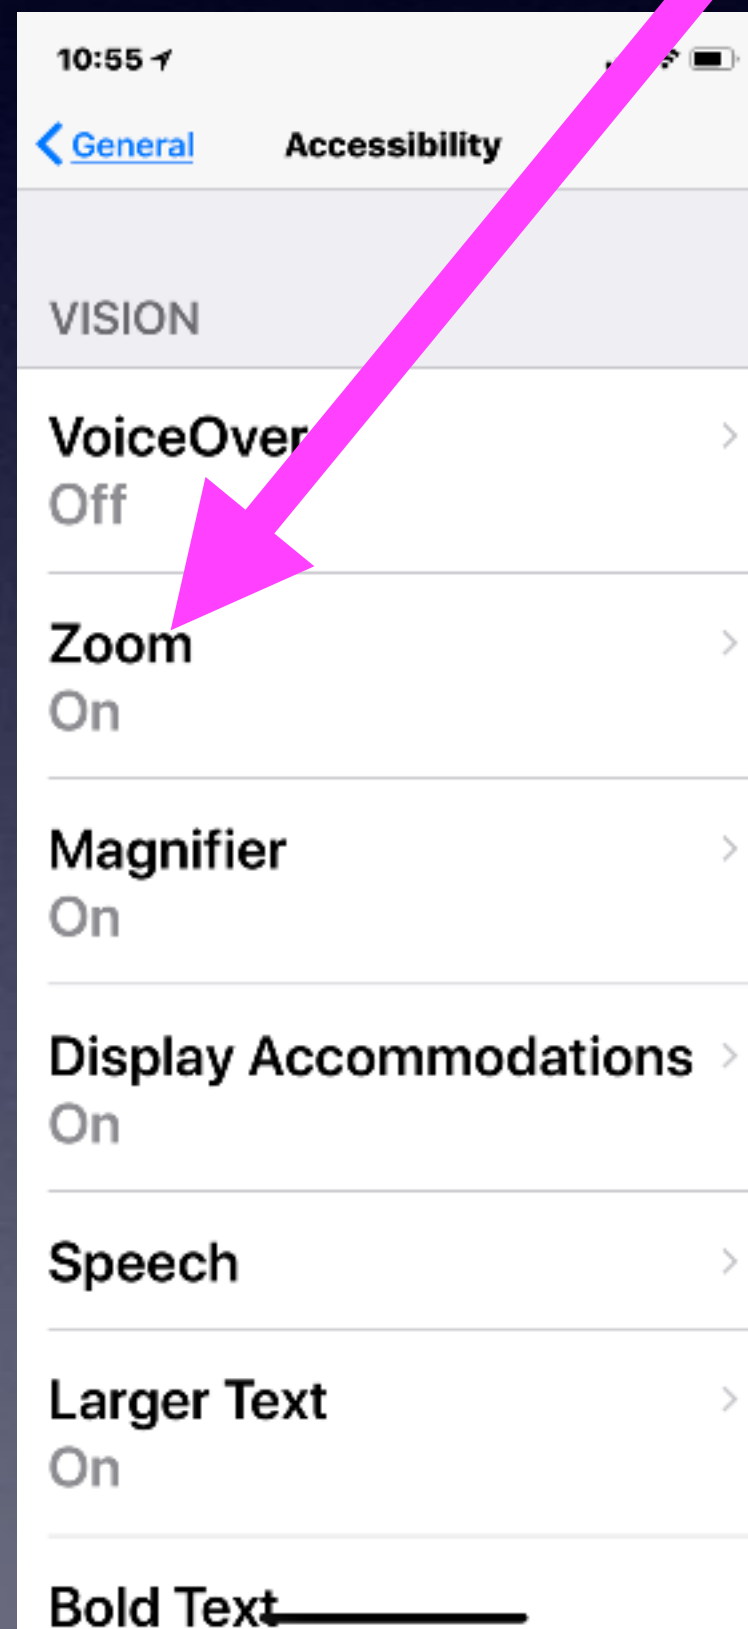 10:55
General Accessibility
VISION
VoiceOver
Off
Zoom
On
Magnifier
On
Display Accommodations
On
Speech
Larger Text
On
Bold Text